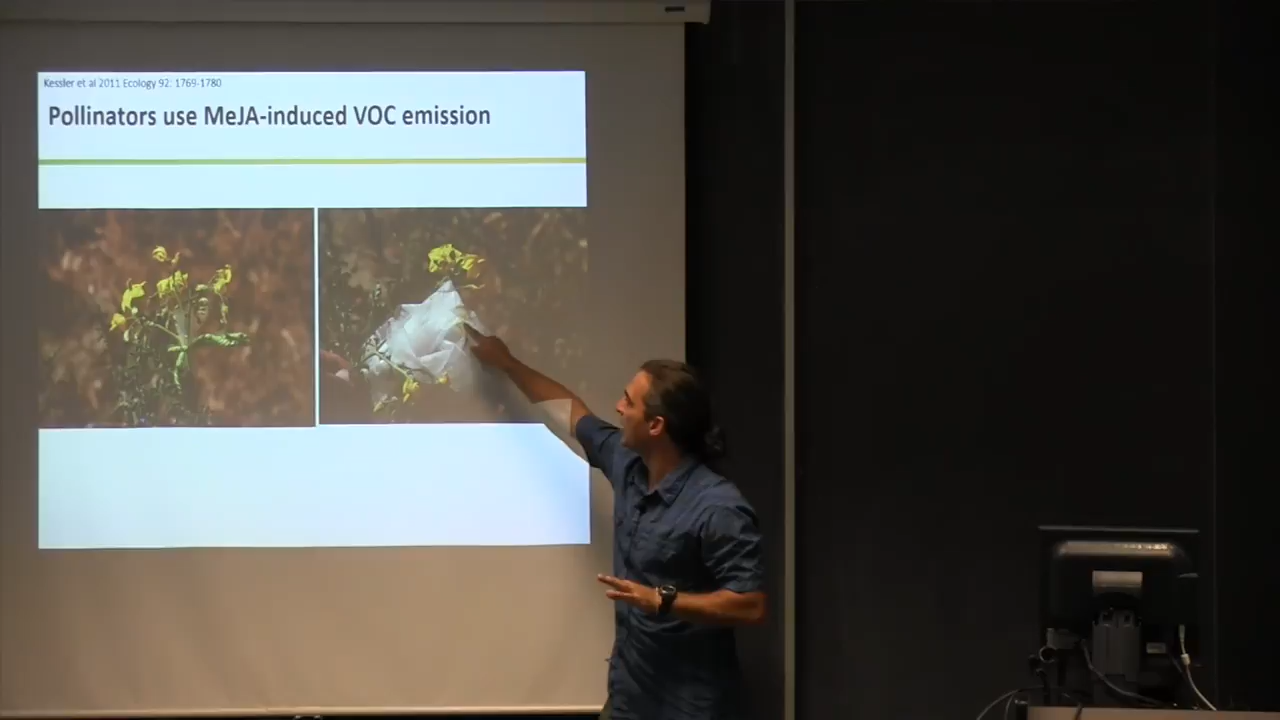 Kessler et al 2011 Ecology 92: 1769-1780
Pollinators use MeJA-induced VOC emission